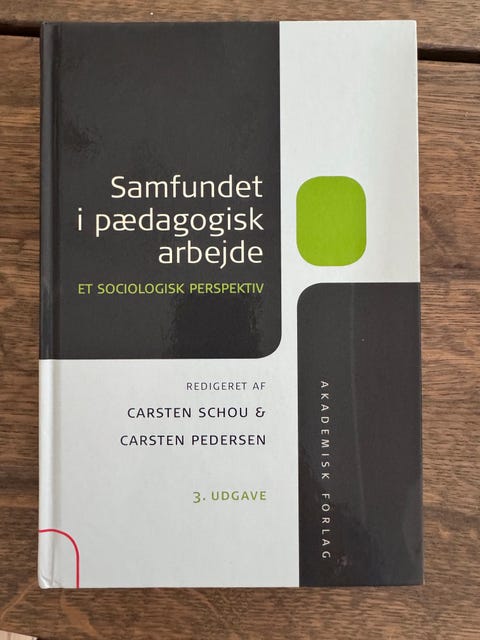 Samfundet
i pædagogisk
arbejde
ET SOCIOLOGISK PERSPEKTIV
REDIGERET AF
CARSTEN SCHOU &
CARSTEN PEDERSEN
3. UDGAVE
AKADEMISK FORLAG